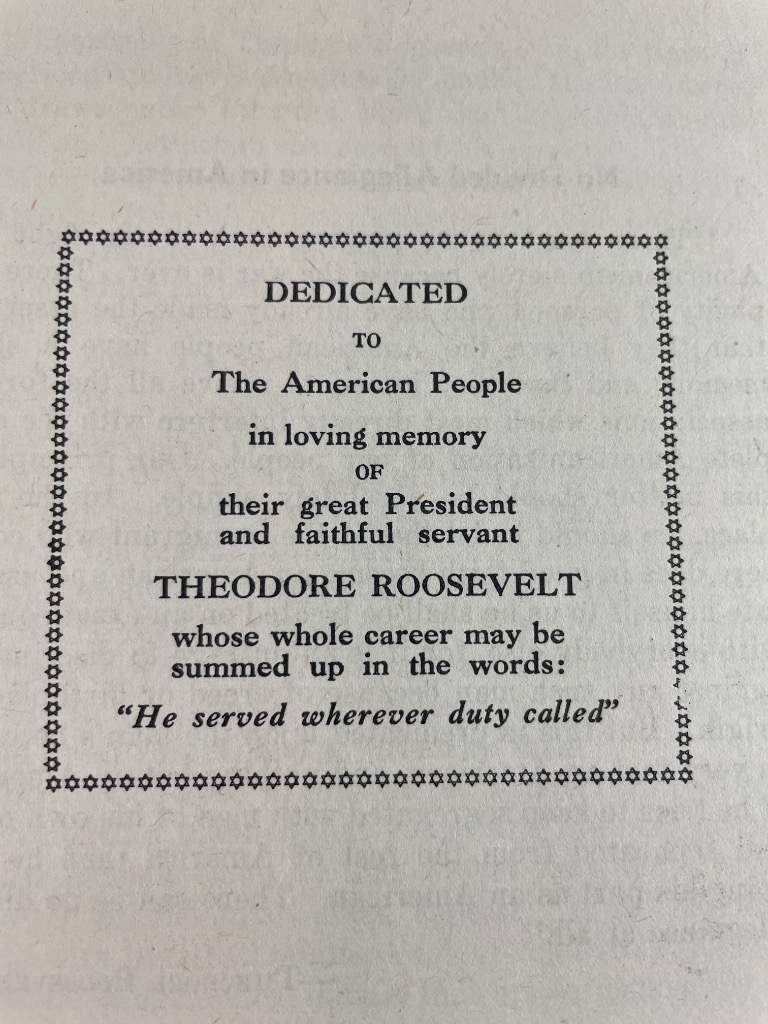 DEDICATED
TO
The American People
in loving memory
OF
their great President
and faithful servant
THEODORE ROOSEVELT
whose whole career may be
summed up in the words:
"He served wherever duty called"